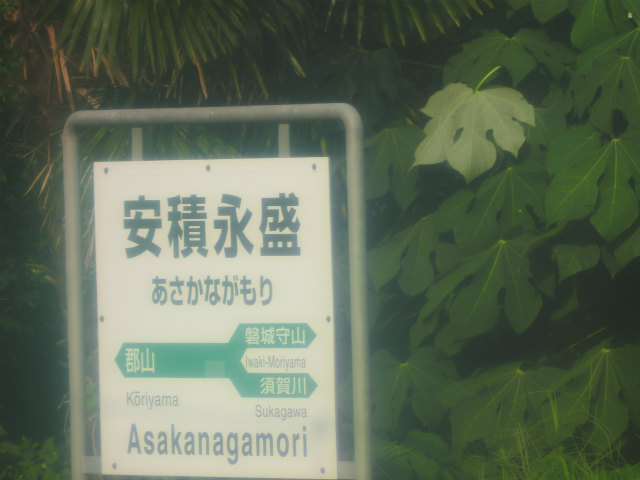 安積永盛
あさかながもり
磐城守山
郡山
Iwaki-Moriyama
須賀川
Kōriyama
Sukagawa
Asakanagamori